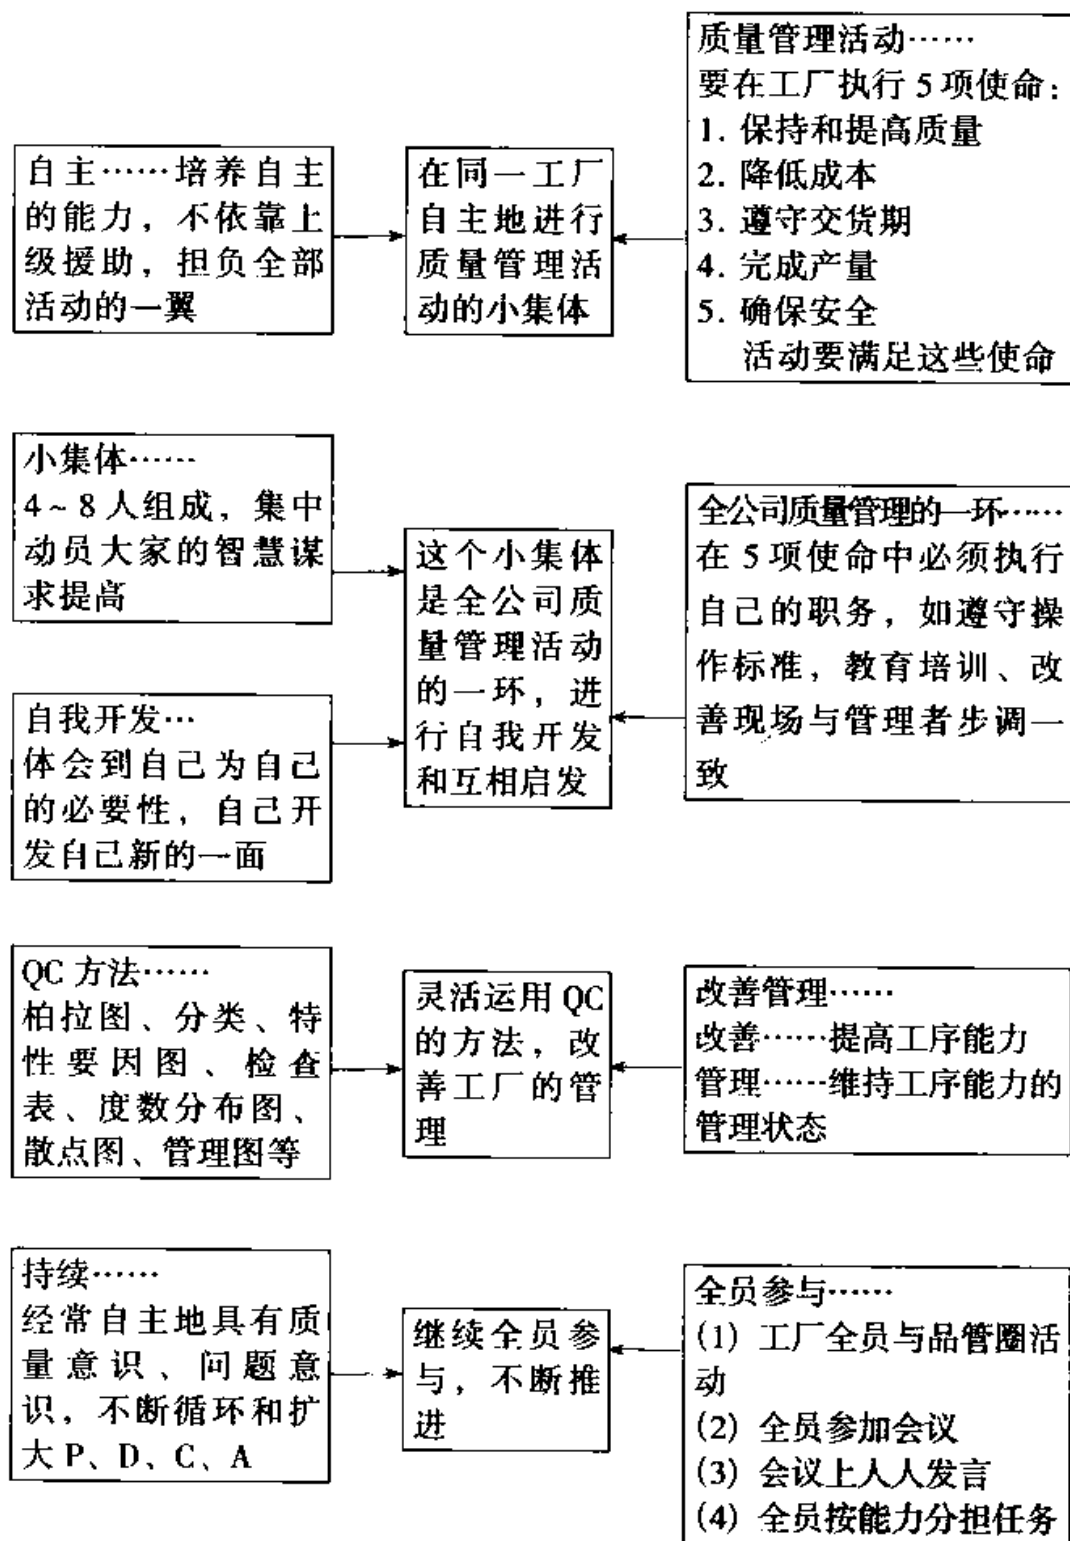 自主……培养自主
的能力，不依靠上
级援助，担负全部
活动的一翼
在同一工厂
自主地进行
质量管理活
动的小集体
质量管理活动……
要在工厂执行 5 项使命：
1. 保持和提高质量
2. 降低成本
3. 遵守交货期
4. 完成产量
5. 确保安全
活动要满足这些使命
小集体……
4~8 人组成，集中
动员大家的智慧谋
求提高
自我开发…
体会到自己为自己
的必要性，自己开
发自己新的一面
这个小集体
是全公司质
量管理活动
的一环，进
行自我开发
和互相启发
全公司质量管理的一环……
在 5 项使命中必须执行
自己的职务，如遵守操
作标准，教育培训、改
善现场与管理者步调一
致
QC 方法……
柏拉图、分类、特
性要因图、检查
表、度数分布图、
散点图、管理图等
灵活运用 QC
的方法，改
善工厂的管
理
改善管理……
改善……提高工序能力
管理……维持工序能力的
管理状态
持续……
经常自主地具有质
量意识、问题意
识，不断循环和扩
大 P、D、C、A
继续全员参
与，不断推
进
全员参与……
(1) 工厂全员与品管圈活
动
(2) 全员参加会议
(3) 会议上人人发言
(4) 全员按能力分担任务